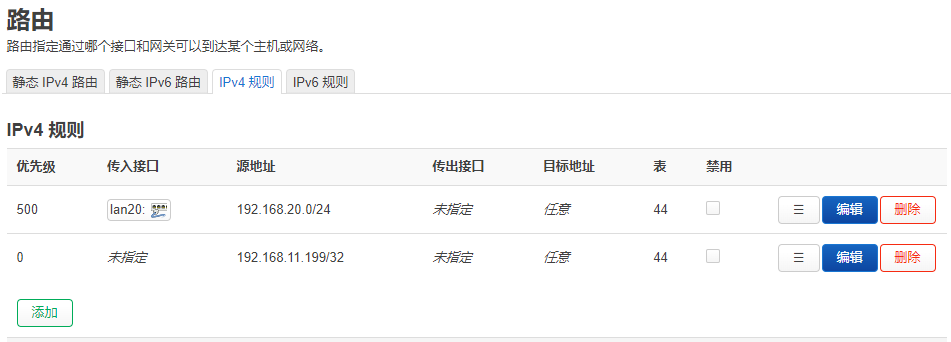 路由
路由指定通过哪个接口和网关可以到达某个主机或网络。
静态 IPv4 路由 静态 IPv6 路由 IPv4 规则 IPv6 规则
IPv4 规则
优先级 传入接口 源地址 传出接口 目标地址 表 禁用
500 lan20: 192.168.20.0/24 未指定 任意 44 ☰ 编辑 删除
0 未指定 192.168.11.199/32 未指定 任意 44 ☰ 编辑 删除
添加